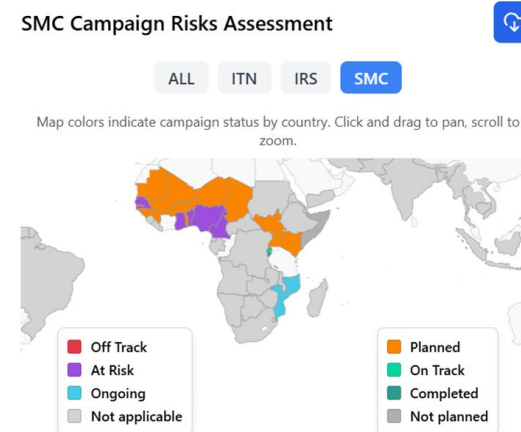 SMC Campaign Risks Assessment
ALL ITN IRS SMC
Map colors indicate campaign status by country. Click and drag to pan, scroll to
zoom.
Off Track
At Risk
Ongoing
Not applicable
Planned
On Track
Completed
Not planned